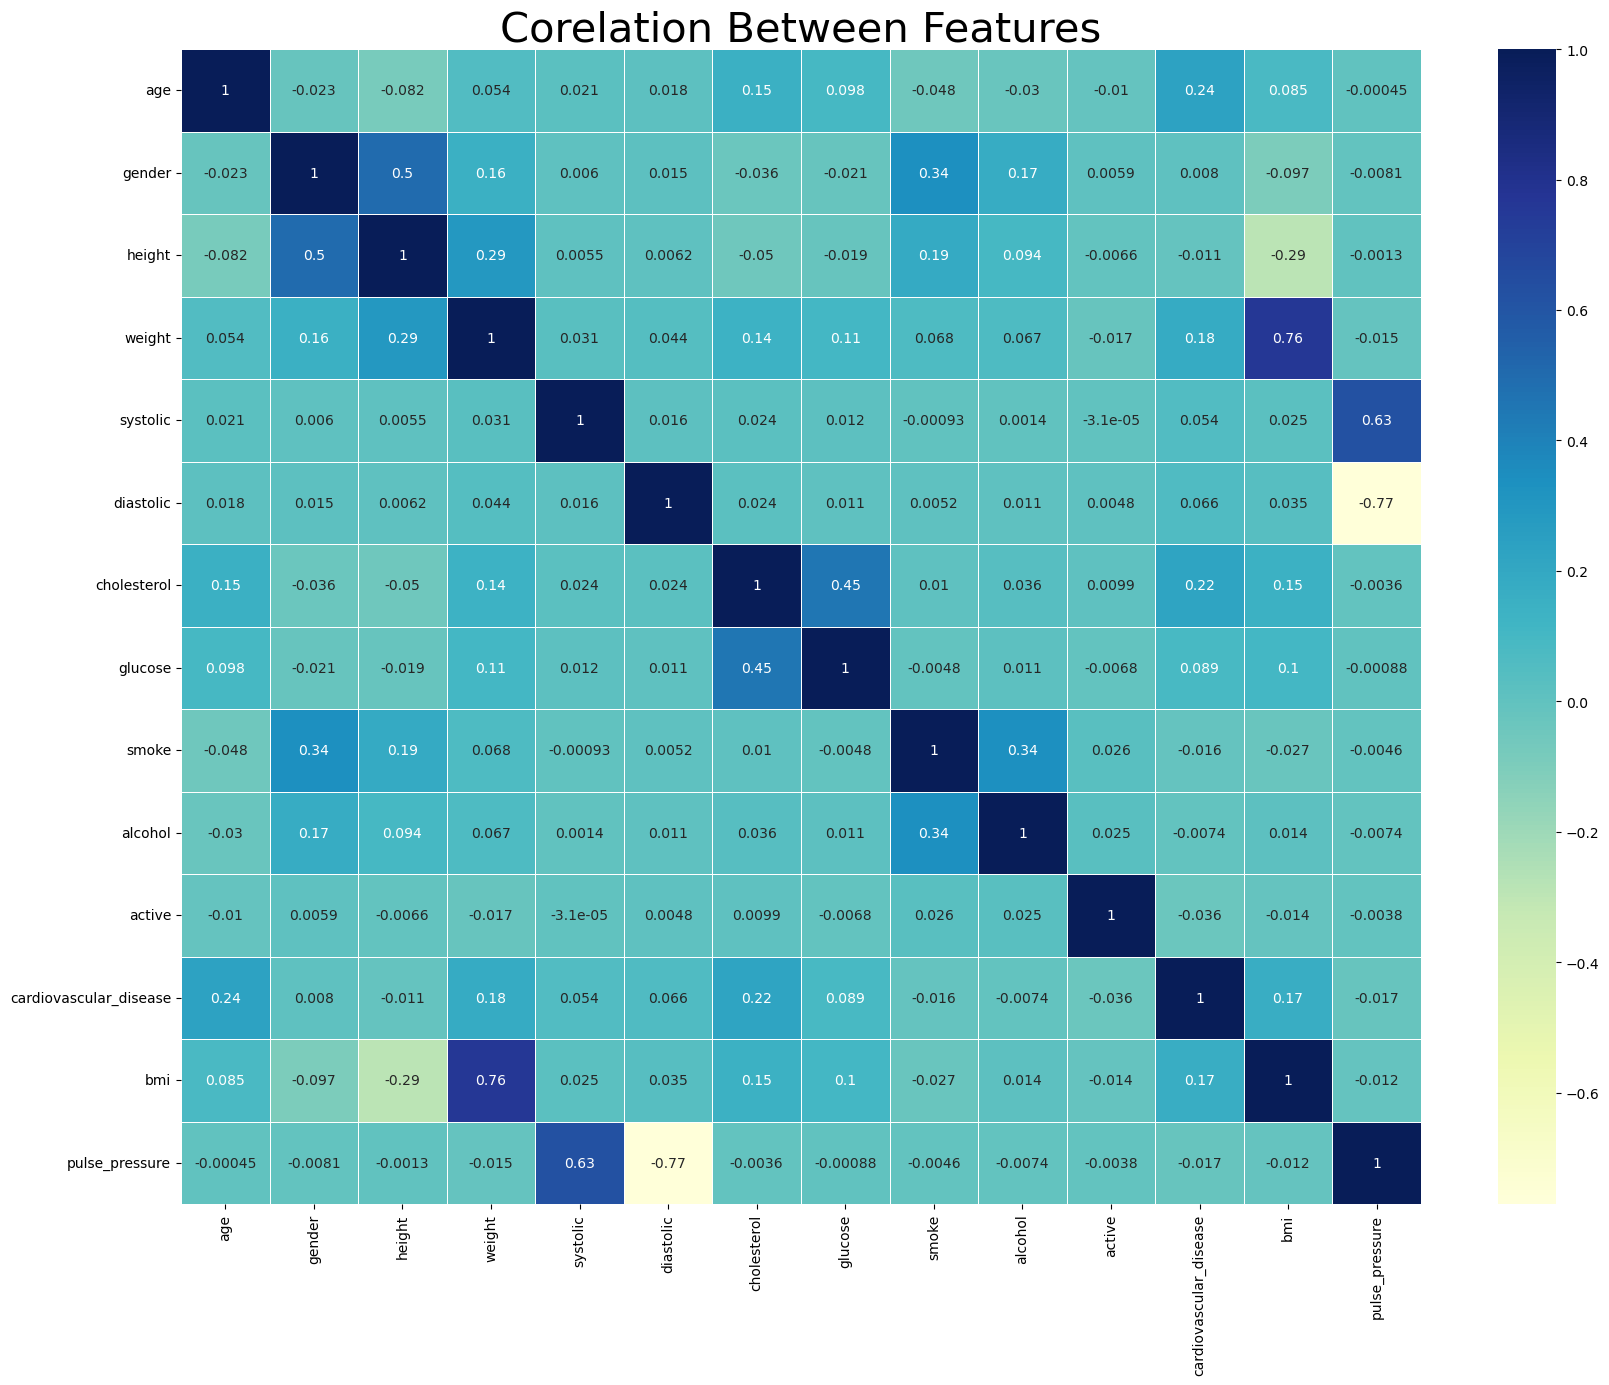 Corelation Between Features
age 1 -0.023 -0.082 0.054 0.021 0.018 0.15 0.098 -0.048 -0.03 -0.01 0.24 0.085 -0.00045
gender -0.023 1 0.5 0.16 0.006 0.015 -0.036 -0.021 0.34 0.17 0.0059 0.008 -0.097 -0.0081
height -0.082 0.5 1 0.29 0.0055 0.0062 -0.05 -0.019 0.19 0.094 -0.0066 -0.011 -0.29 -0.0013
weight 0.054 0.16 0.29 1 0.031 0.044 0.14 0.11 0.068 0.067 -0.017 0.18 0.76 -0.015
systolic 0.021 0.006 0.0055 0.031 1 0.016 0.024 0.012 -0.00093 0.0014 -3.1e-05 0.054 0.025 0.63
diastolic 0.018 0.015 0.0062 0.044 0.016 1 0.024 0.011 0.0052 0.011 0.0048 0.066 0.035 -0.77
cholesterol 0.15 -0.036 -0.05 0.14 0.024 0.024 1 0.45 0.01 0.036 0.0099 0.22 0.15 -0.0036
glucose 0.098 -0.021 -0.019 0.11 0.012 0.011 0.45 1 -0.0048 0.011 -0.0068 0.089 0.1 -0.00088
smoke -0.048 0.34 0.19 0.068 -0.00093 0.0052 0.01 -0.0048 1 0.34 0.026 -0.016 -0.027 -0.0046
alcohol -0.03 0.17 0.094 0.067 0.0014 0.011 0.036 0.011 0.34 1 0.025 -0.0074 0.014 -0.0074
active -0.01 0.0059 -0.0066 -0.017 -3.1e-05 0.0048 0.0099 -0.0068 0.026 0.025 1 -0.036 -0.014 -0.0038
cardiovascular_disease 0.24 0.008 -0.011 0.18 0.054 0.066 0.22 0.089 -0.016 -0.0074 -0.036 1 0.17 -0.017
bmi 0.085 -0.097 -0.29 0.76 0.025 0.035 0.15 0.1 -0.027 0.014 -0.014 0.17 1 -0.012
pulse_pressure -0.00045 -0.0081 -0.0013 -0.015 0.63 -0.77 -0.0036 -0.00088 -0.0046 -0.0074 -0.0038 -0.017 -0.012 1
age gender height weight systolic diastolic cholesterol glucose smoke alcohol active cardiovascular_disease bmi pulse_pressure
1.0
0.8
0.6
0.4
0.2
0.0
−0.2
−0.4
−0.6